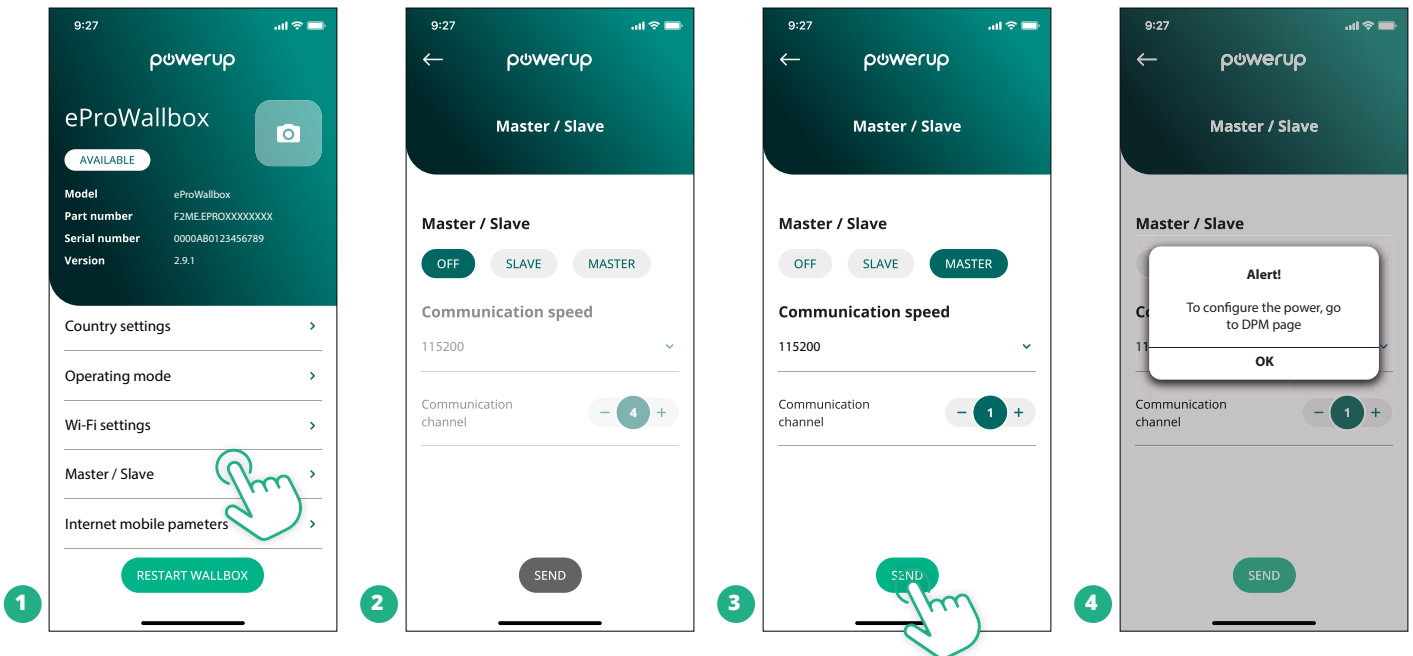 9:27
powerup
eProWallbox
AVAILABLE
Model eProWallbox
Part number F2ME.EPROXXXXXXXX
Serial number 0000AB0123456789
Version 2.9.1
Country settings
Operating mode
Wi-Fi settings
Master / Slave
Internet mobile pameters
RESTART WALLBOX
1
9:27
powerup
Master / Slave
Master / Slave
OFF SLAVE MASTER
Communication speed
115200
Communication
channel
− 4 +
SEND
2
9:27
powerup
Master / Slave
Master / Slave
OFF SLAVE MASTER
Communication speed
115200
Communication
channel
− 1 +
SEND
3
9:27
powerup
Master / Slave
Master / Slave
Alert!
To configure the power, go
to DPM page
OK
Communication
channel
− 1 +
SEND
4